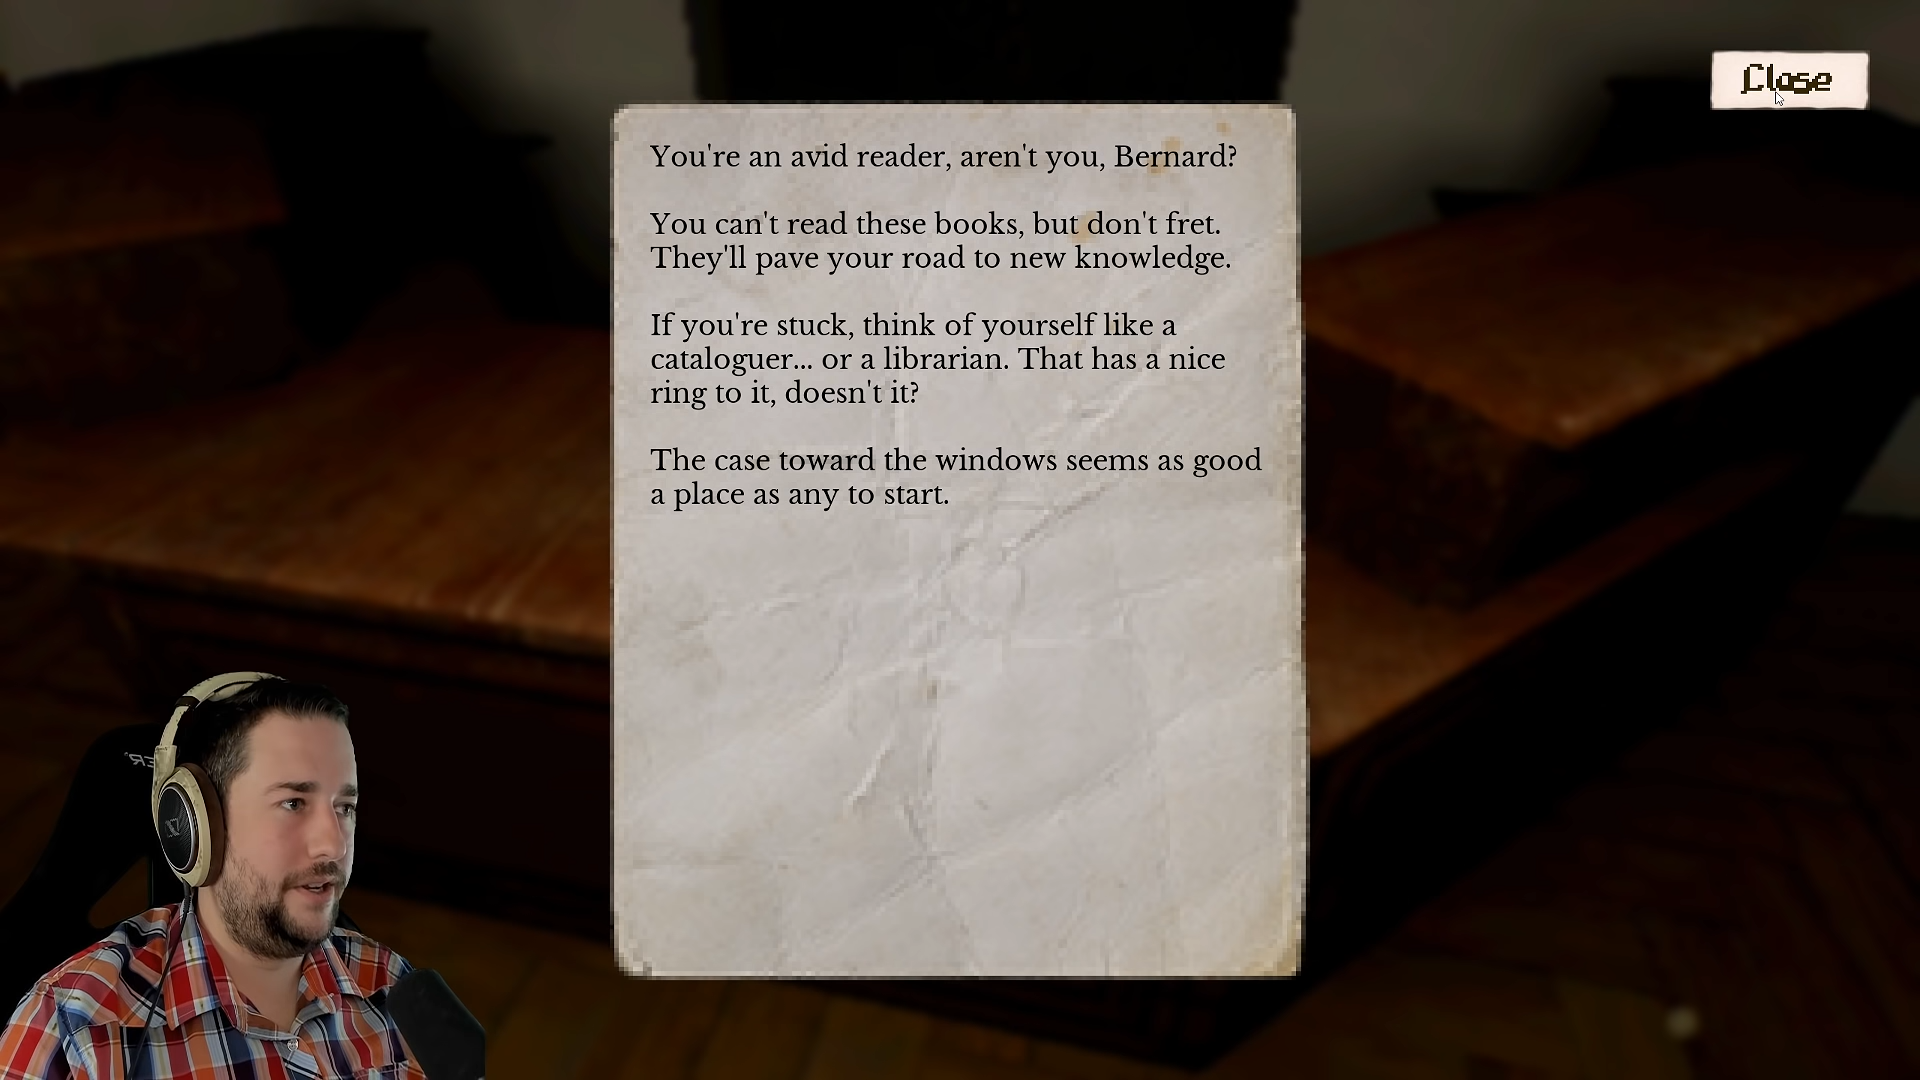 Close
You're an avid reader, aren't you, Bernard?
You can't read these books, but don't fret.
They'll pave your road to new knowledge.
If you're stuck, think of yourself like a
cataloguer... or a librarian. That has a nice
ring to it, doesn't it?
The case toward the windows seems as good
a place as any to start.